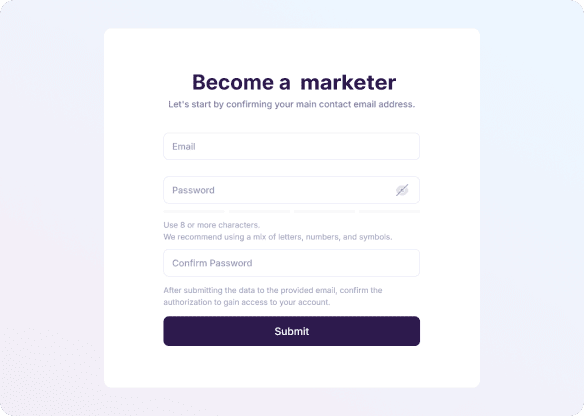 Become a marketer
Let's start by confirming your main contact email address.
Email
Password
Use 8 or more characters.
We recommend using a mix of letters, numbers, and symbols.
Confirm Password
After submitting the data to the provided email, confirm the
authorization to gain access to your account.
Submit